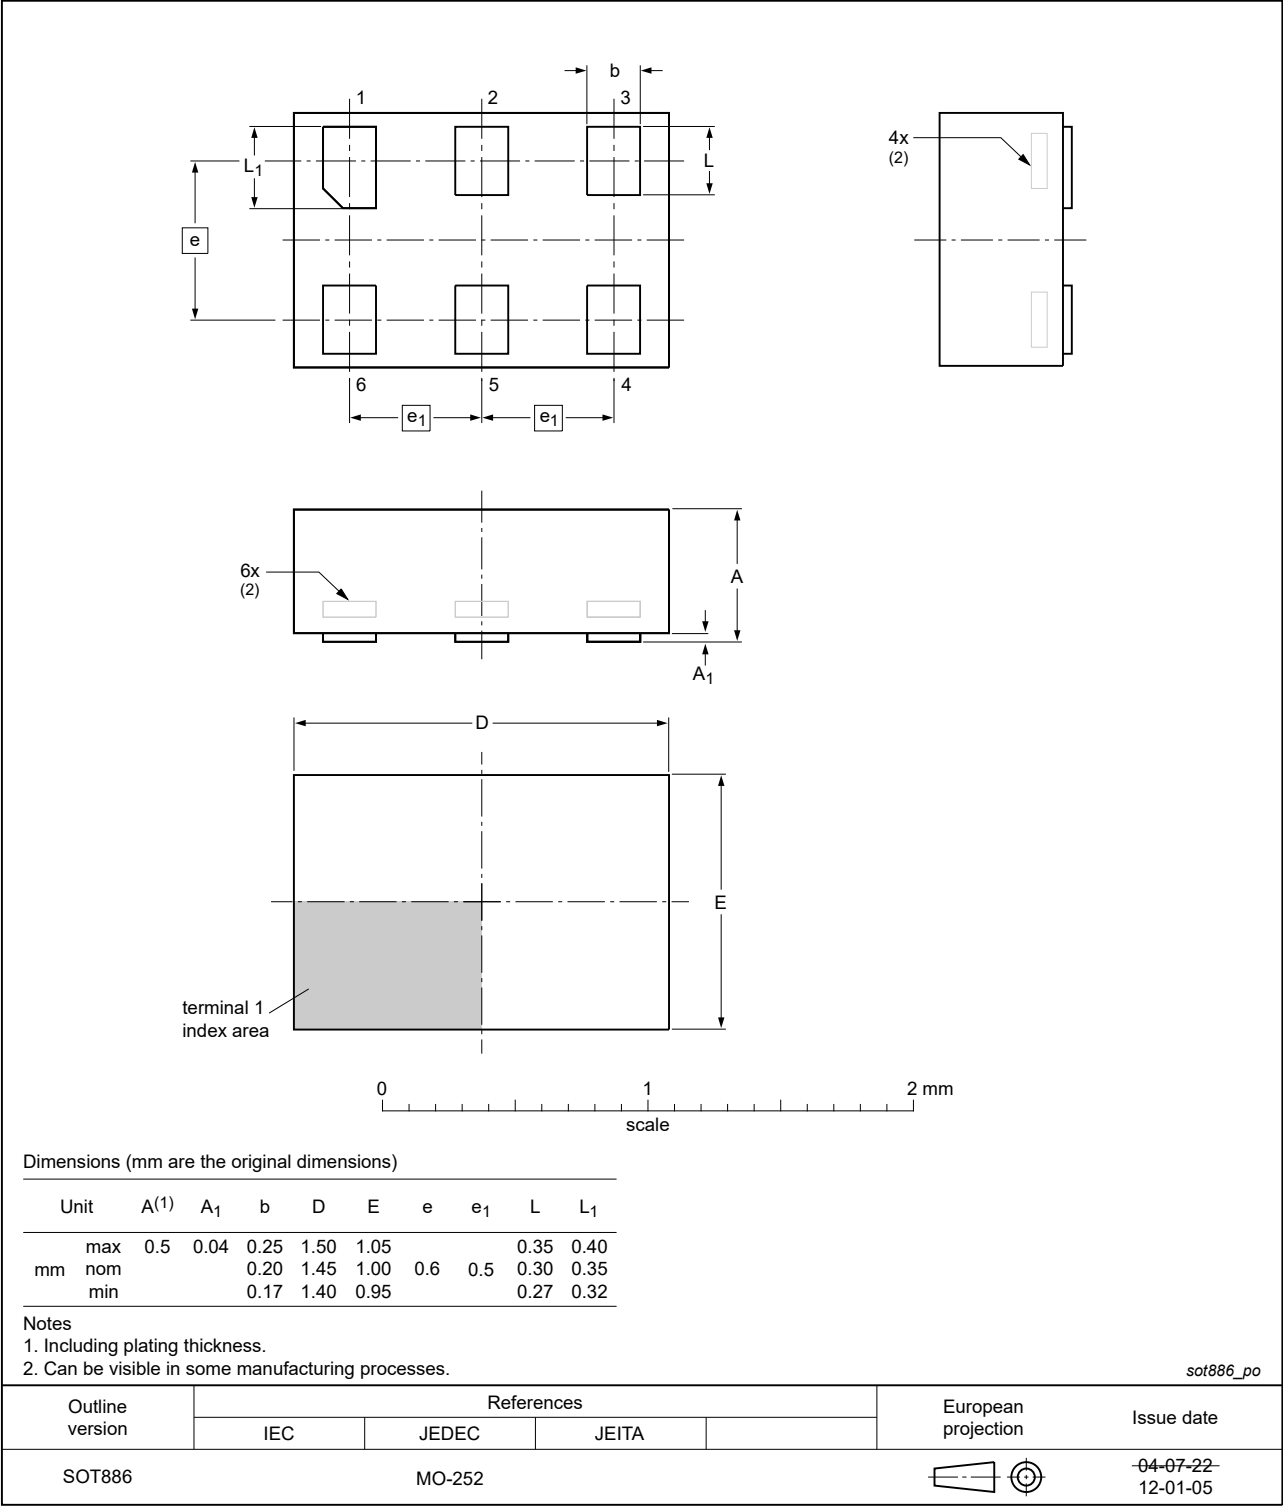 b
1 2 3
L1 L
e
6 5 4
e1 e1
4x
(2)
6x
(2)
A
A1
D
E
terminal 1
index area
0 1 2 mm
scale
Dimensions (mm are the original dimensions)
Unit A(1) A1 b D E e e1 L L1
max 0.5 0.04 0.25 1.50 1.05 0.35 0.40
mm nom 0.20 1.45 1.00 0.6 0.5 0.30 0.35
min 0.17 1.40 0.95 0.27 0.32
Notes
1. Including plating thickness.
2. Can be visible in some manufacturing processes.
sot886_po
Outline
version
References
IEC JEDEC JEITA
European
projection
Issue date
SOT886 MO-252
04-07-22
12-01-05